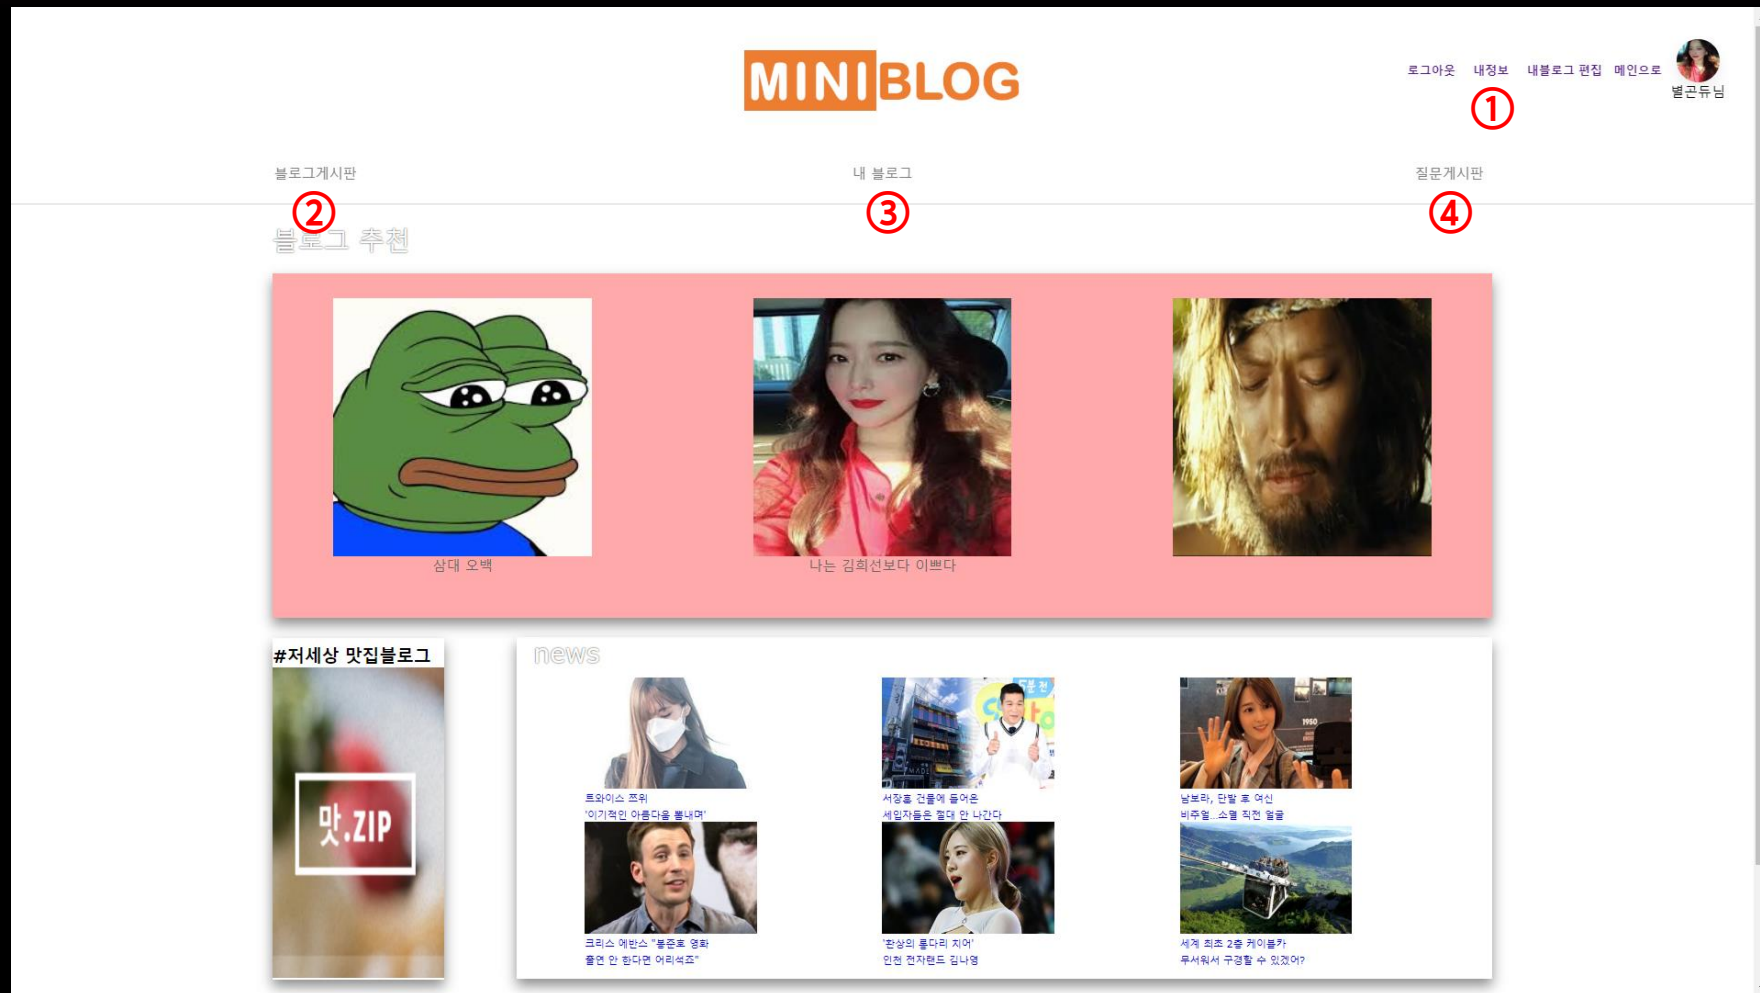 MINIBLOG
로그아웃 내정보 내블로그 편집 메인으로
별곤듀님
①
블로그게시판 내 블로그 질문게시판
② ③ ④
블로그 추천
삼대 오백 나는 김희선보다 이쁘다
#저세상 맛집블로그
맛.ZIP
news
5분 전
1950
트와이스 쯔위
'이기적인 아름다움 뽐내며'
서장훈 건물에 들어온
세입자들은 절대 안 나간다
남보라, 단발 후 여신
비주얼...소멸 직전 얼굴
크리스 에반스 "봉준호 영화
출연 안 한다면 어리석죠"
'환상의 롱다리 치어'
인천 전자랜드 김나영
세계 최초 2층 케이블카
무서워서 구경할 수 있겠어?